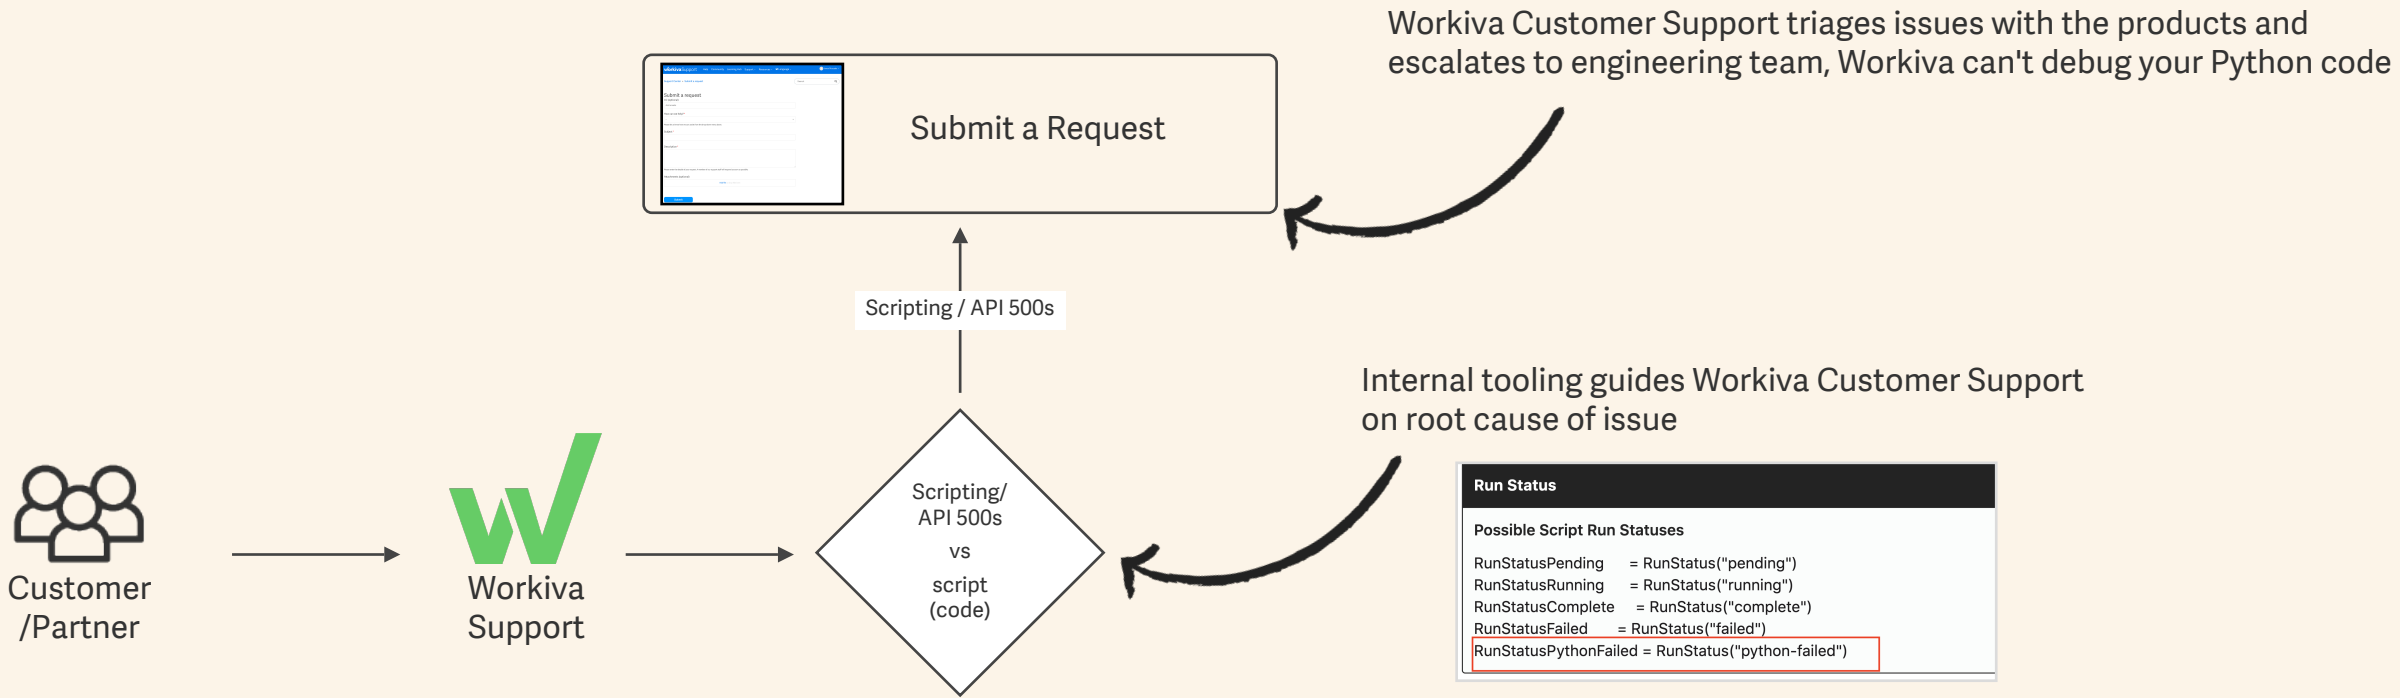 Workiva Customer Support triages issues with the products and
escalates to engineering team, Workiva can't debug your Python code
Submit a request
Submit a Request
Scripting / API 500s
Internal tooling guides Workiva Customer Support
on root cause of issue
Customer
/Partner
Workiva
Support
Scripting/
API 500s
vs
script
(code)
Run Status
Possible Script Run Statuses
RunStatusPending = RunStatus("pending")
RunStatusRunning = RunStatus("running")
RunStatusComplete = RunStatus("complete")
RunStatusFailed = RunStatus("failed")
RunStatusPythonFailed = RunStatus("python-failed")